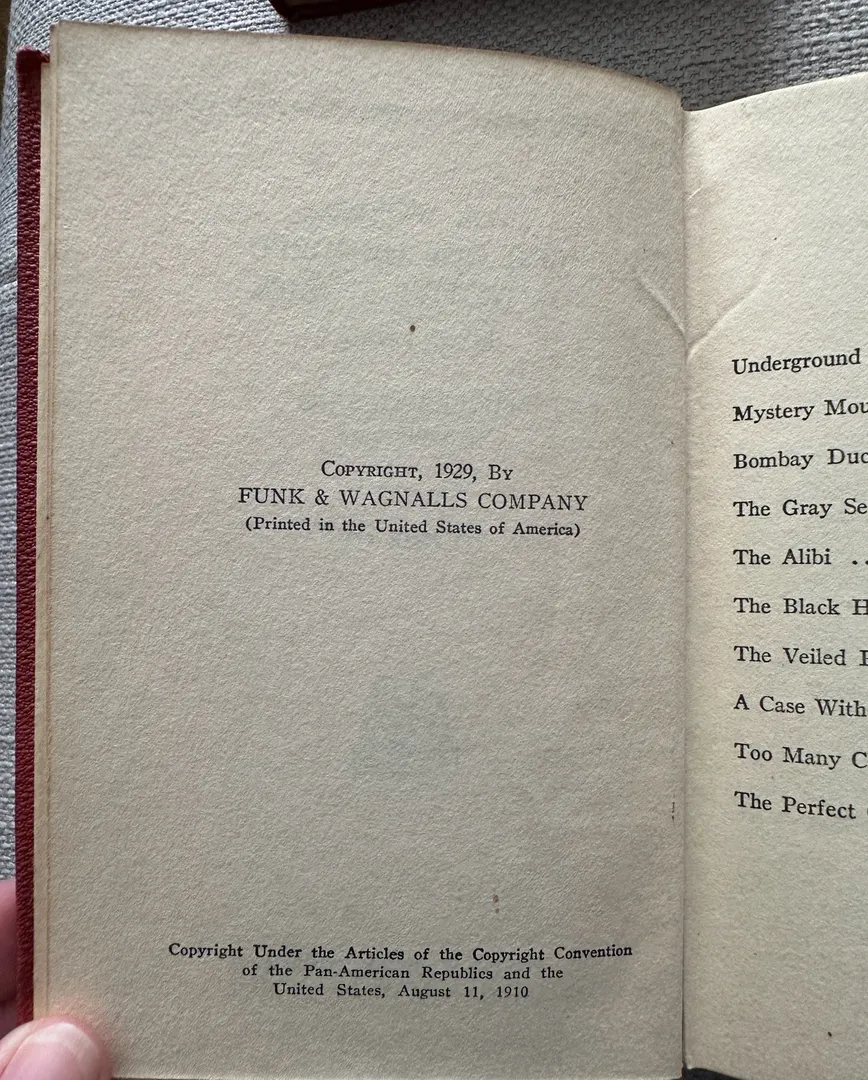 Copyright, 1929, By
FUNK & WAGNALLS COMPANY
(Printed in the United States of America)
Copyright Under the Articles of the Copyright Convention
of the Pan-American Republics and the
United States, August 11, 1910
Underground
Mystery
Bombay
The Gray
The Alibi ..
The Black
The Veiled
A Case With
Too Many
The Perfect